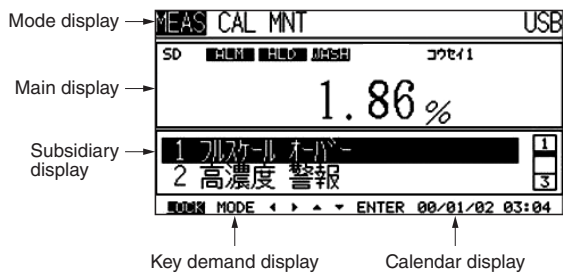 Mode display
MEAS CAL MNT USB
Main display
SD ALM HLD WASH コウセイ1
1.86 %
Subsidiary display
1 フルスケール オーバー
1
2 高濃度 警報
3
LOCK MODE ◂ ▸ ▴ ▾ ENTER 00/01/02 03:04
Key demand display
Calendar display